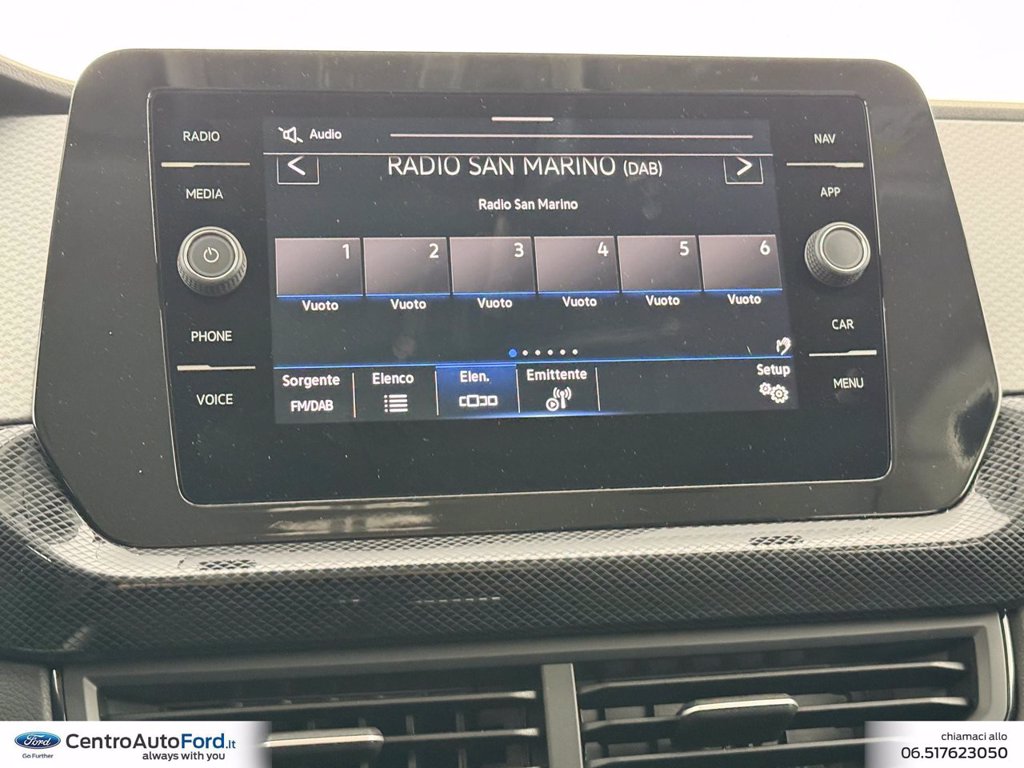 RADIO
MEDIA
PHONE
VOICE
Audio
RADIO SAN MARINO (DAB)
Radio San Marino
1 2 3 4 5 6
Vuoto Vuoto Vuoto Vuoto Vuoto Vuoto
Sorgente Elenco Elen. Emittente Setup
FM/DAB
NAV
APP
CAR
MENU
Ford
Go Further
CentroAutoFord.it
always with you
chiamaci allo
06.517623050